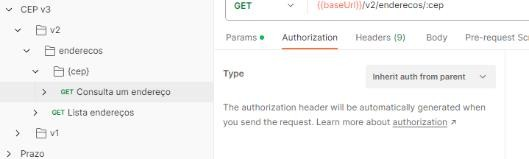 CEP v3
v2
enderecos
{cep}
GET Consulta um endereço
GET Lista endereços
v1
Prazo
GET {{baseUrl}}/v2/enderecos/:cep
Params Authorization Headers (9) Body Pre-request
Type
Inherit auth from parent
The authorization header will be automatically generated when
you send the request. Learn more about authorization ↗